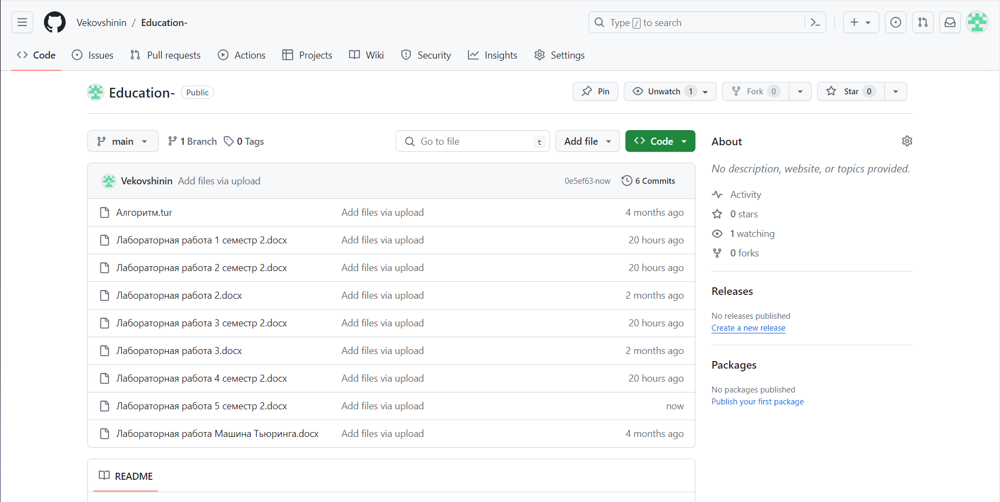 Vekovshinin / Education-
Type / to search
Code Issues Pull requests Actions Projects Wiki Security Insights Settings
Education- Public
Pin Unwatch 1 Fork 0 Star 0
main 1 Branch 0 Tags
Go to file t Add file Code
Vekovshinin Add files via upload 0e5ef63·now 6 Commits
Алгоритм.tur Add files via upload 4 months ago
Лабораторная работа 1 семестр 2.docx Add files via upload 20 hours ago
Лабораторная работа 2 семестр 2.docx Add files via upload 20 hours ago
Лабораторная работа 2.docx Add files via upload 2 months ago
Лабораторная работа 3 семестр 2.docx Add files via upload 20 hours ago
Лабораторная работа 3.docx Add files via upload 2 months ago
Лабораторная работа 4 семестр 2.docx Add files via upload 20 hours ago
Лабораторная работа 5 семестр 2.docx Add files via upload now
Лабораторная работа Машина Тьюринга.docx Add files via upload 4 months ago
README
About
No description, website, or topics provided.
Activity
0 stars
1 watching
0 forks
Releases
No releases published
Create a new release
Packages
No packages published
Publish your first package